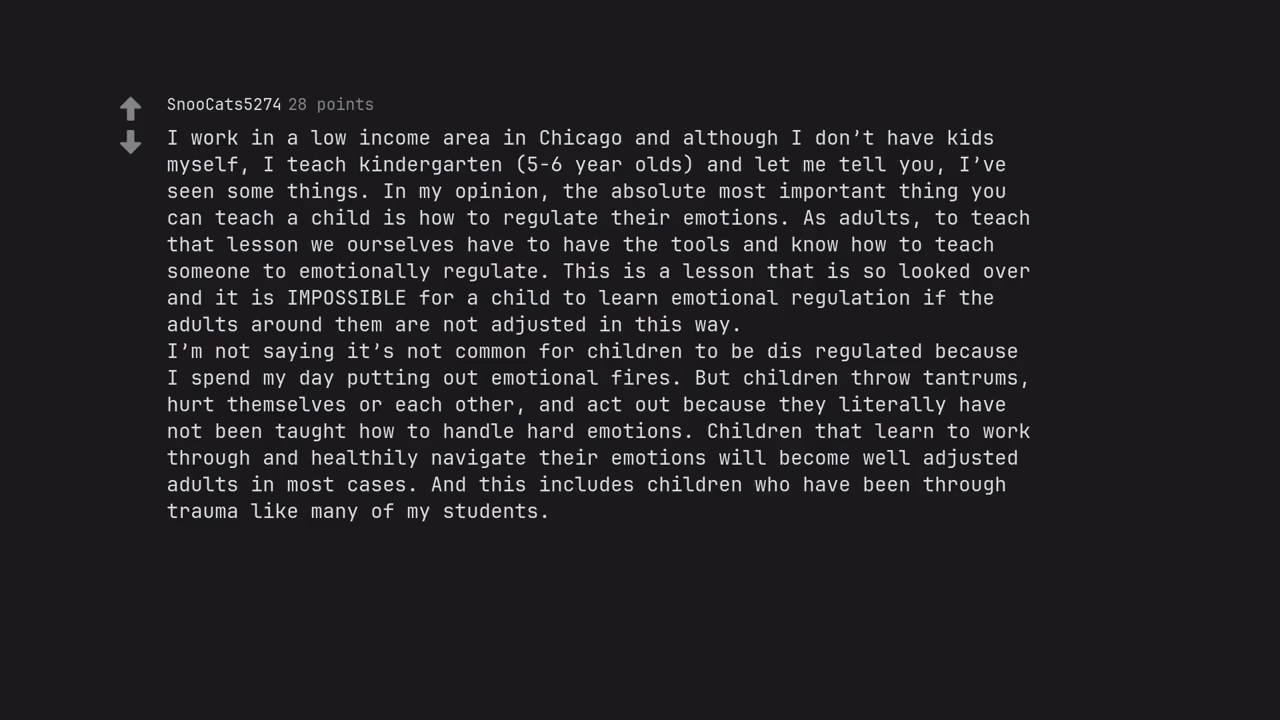 SnooCats5274 28 points
I work in a low income area in Chicago and although I don’t have kids
myself, I teach kindergarten (5-6 year olds) and let me tell you, I’ve
seen some things. In my opinion, the absolute most important thing you
can teach a child is how to regulate their emotions. As adults, to teach
that lesson we ourselves have to have the tools and know how to teach
someone to emotionally regulate. This is a lesson that is so looked over
and it is IMPOSSIBLE for a child to learn emotional regulation if the
adults around them are not adjusted in this way.
I’m not saying it’s not common for children to be dis regulated because
I spend my day putting out emotional fires. But children throw tantrums,
hurt themselves or each other, and act out because they literally have
not been taught how to handle hard emotions. Children that learn to work
through and healthily navigate their emotions will become well adjusted
adults in most cases. And this includes children who have been through
trauma like many of my students.